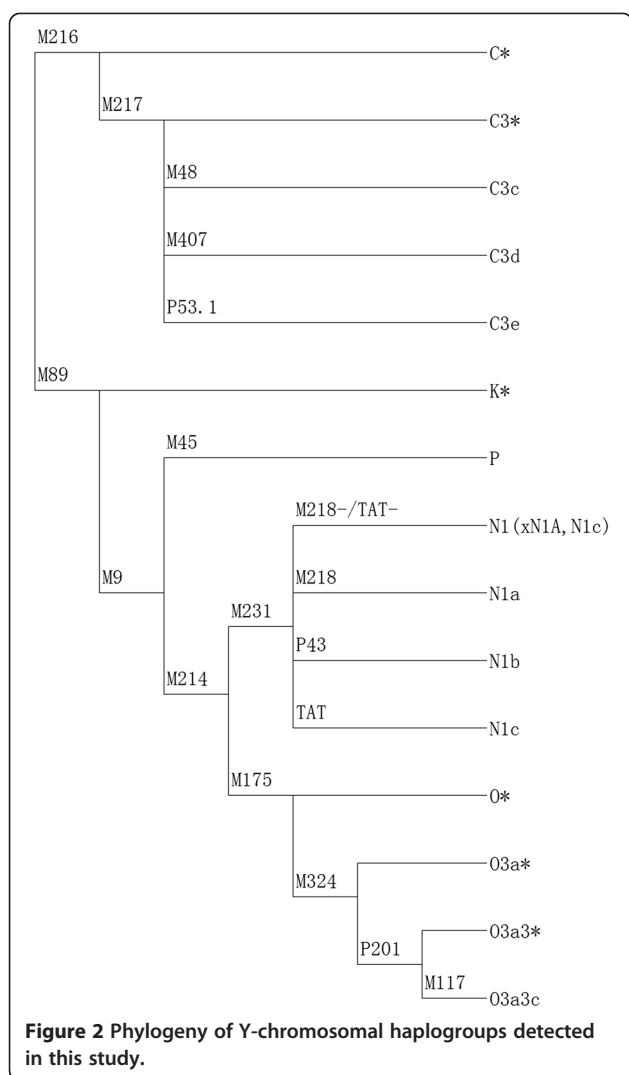 M216
C*
M217
C3*
M48
C3c
M407
C3d
P53.1
C3e
M89
K*
M45
P
M218-/TAT-
N1(xN1A, N1c)
M9
M218
N1a
M231
P43
N1b
M214
TAT
N1c
M175
O*
M324
O3a*
P201
O3a3*
M117
O3a3c
Figure 2 Phylogeny of Y-chromosomal haplogroups detected
in this study.